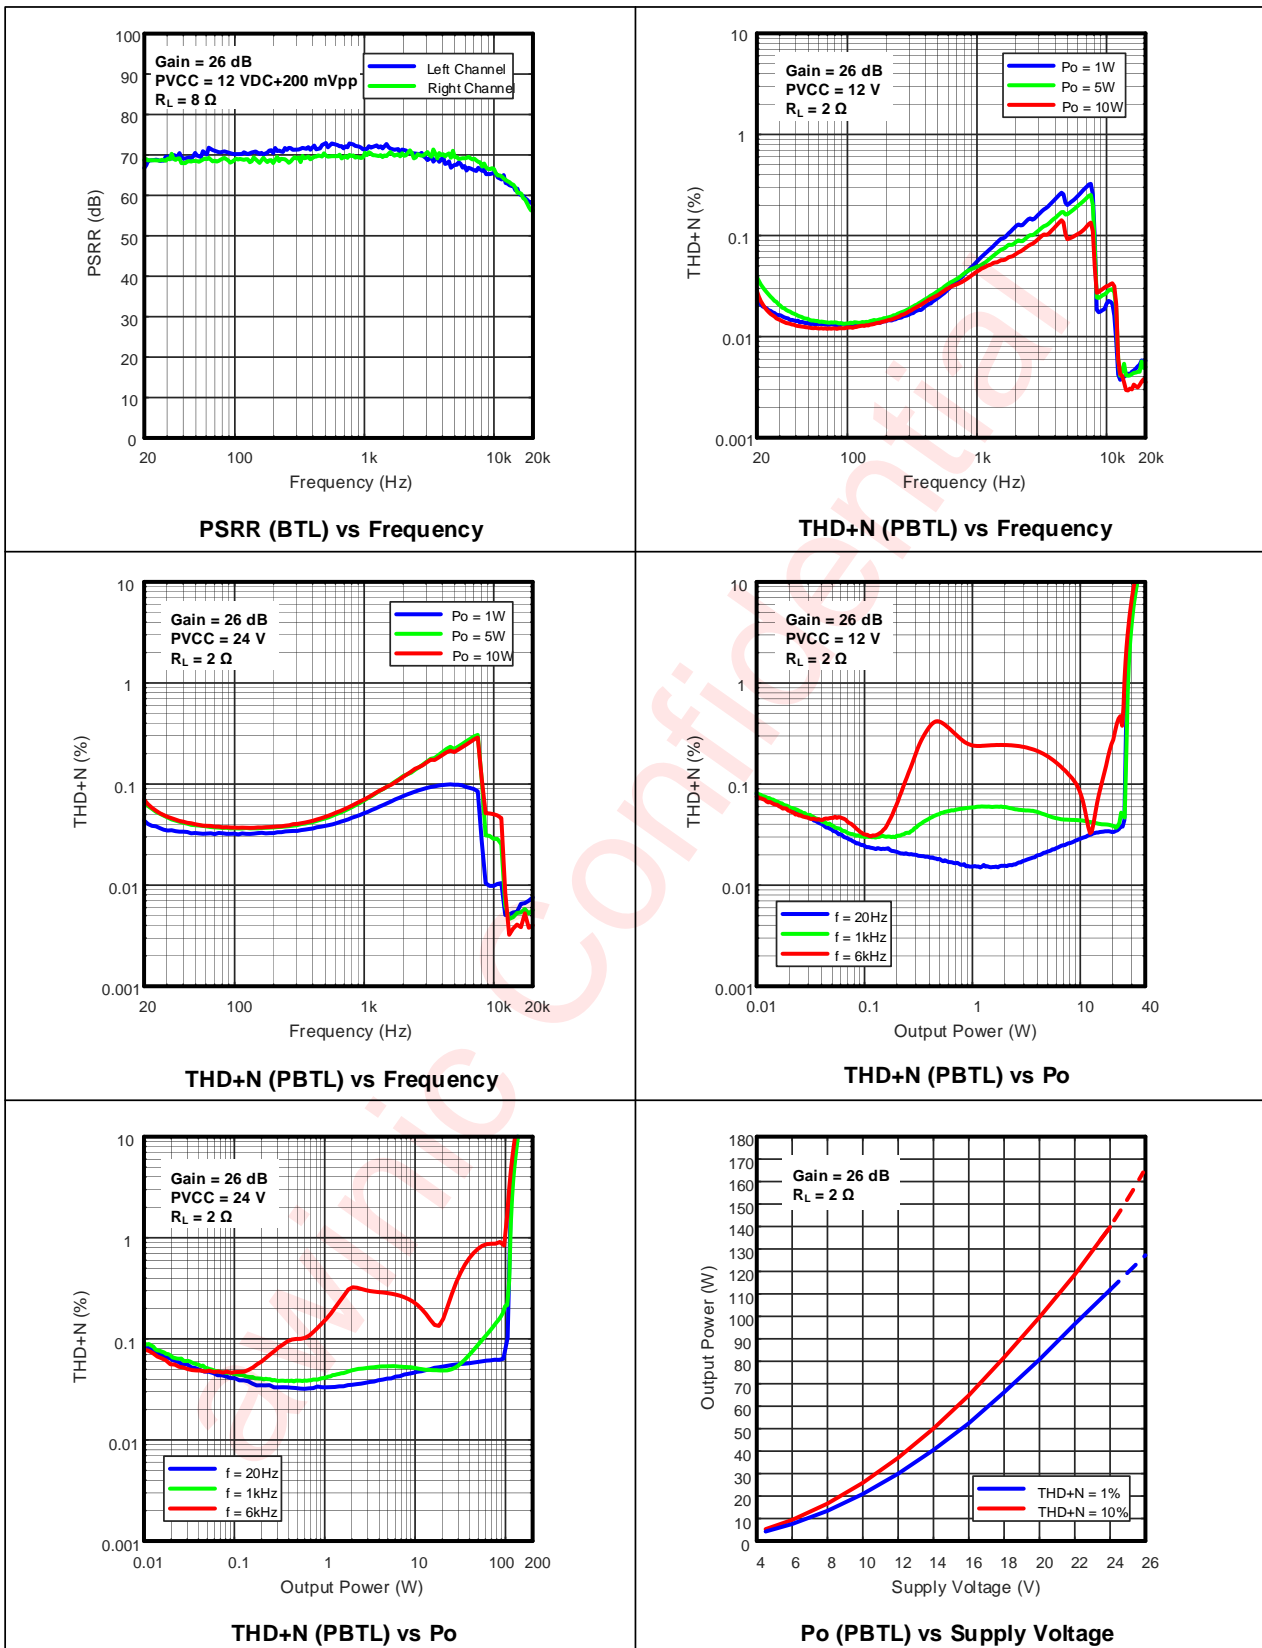 100
90
80
70
60
50
40
30
20
10
0
PSRR (dB)
Gain = 26 dB
PVCC = 12 VDC+200 mVpp
RL = 8 Ω
Left Channel
Right Channel
20 100 1k 10k 20k
Frequency (Hz)
PSRR (BTL) vs Frequency
10
1
0.1
0.01
0.001
THD+N (%)
Gain = 26 dB
PVCC = 12 V
RL = 2 Ω
Po = 1W
Po = 5W
Po = 10W
20 100 1k 10k 20k
Frequency (Hz)
THD+N (PBTL) vs Frequency
10
1
0.1
0.01
0.001
THD+N (%)
Gain = 26 dB
PVCC = 24 V
RL = 2 Ω
Po = 1W
Po = 5W
Po = 10W
20 100 1k 10k 20k
Frequency (Hz)
THD+N (PBTL) vs Frequency
10
1
0.1
0.01
0.001
THD+N (%)
Gain = 26 dB
PVCC = 12 V
RL = 2 Ω
f = 20Hz
f = 1kHz
f = 6kHz
0.01 0.1 1 10 40
Output Power (W)
THD+N (PBTL) vs Po
10
1
0.1
0.01
0.001
THD+N (%)
Gain = 26 dB
PVCC = 24 V
RL = 2 Ω
f = 20Hz
f = 1kHz
f = 6kHz
0.01 0.1 1 10 100 200
Output Power (W)
THD+N (PBTL) vs Po
180
170
160
150
140
130
120
110
100
90
80
70
60
50
40
30
20
10
0
Output Power (W)
Gain = 26 dB
RL = 2 Ω
THD+N = 1%
THD+N = 10%
4 6 8 10 12 14 16 18 20 22 24 26
Supply Voltage (V)
Po (PBTL) vs Supply Voltage
awinic Confidential